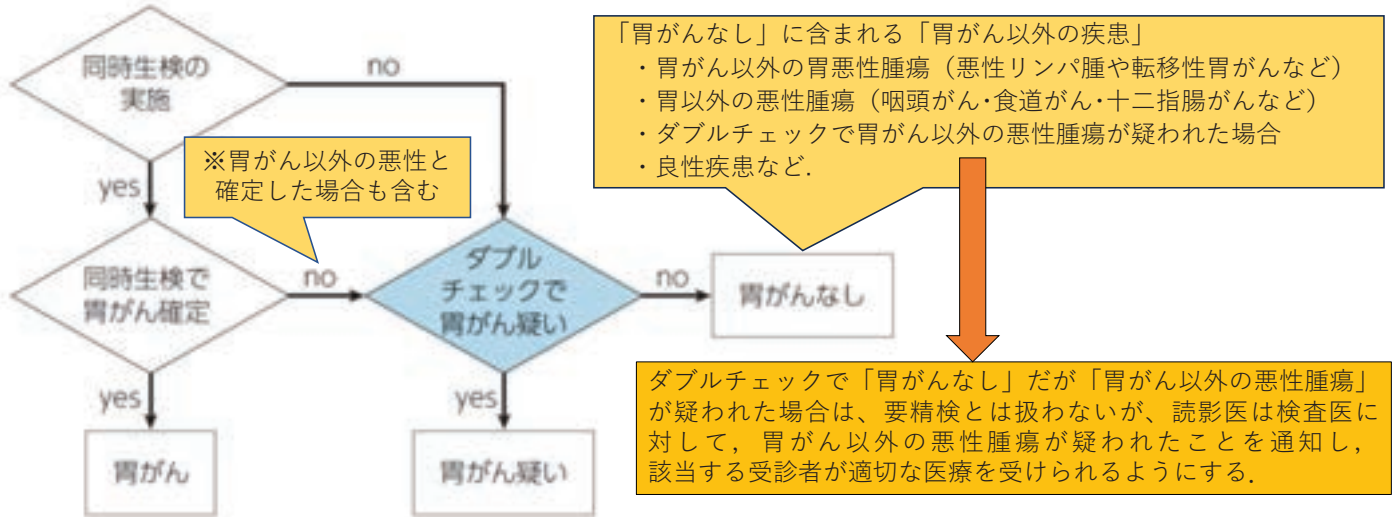 同時生検の
実施
no
yes
※胃がん以外の悪性と
確定した場合も含む
「胃がんなし」に含まれる「胃がん以外の疾患」
・胃がん以外の胃悪性腫瘍（悪性リンパ腫や転移性胃がんなど）
・胃以外の悪性腫瘍（咽頭がん･食道がん･十二指腸がんなど）
・ダブルチェックで胃がん以外の悪性腫瘍が疑われた場合
・良性疾患など.
同時生検で
胃がん確定
no
ダブル
チェックで
胃がん疑い
no
胃がんなし
yes
胃がん
yes
胃がん疑い
ダブルチェックで「胃がんなし」だが「胃がん以外の悪性腫瘍」
が疑われた場合は、要精検とは扱わないが、読影医は検査医に
対して，胃がん以外の悪性腫瘍が疑われたことを通知し，
該当する受診者が適切な医療を受けられるようにする.